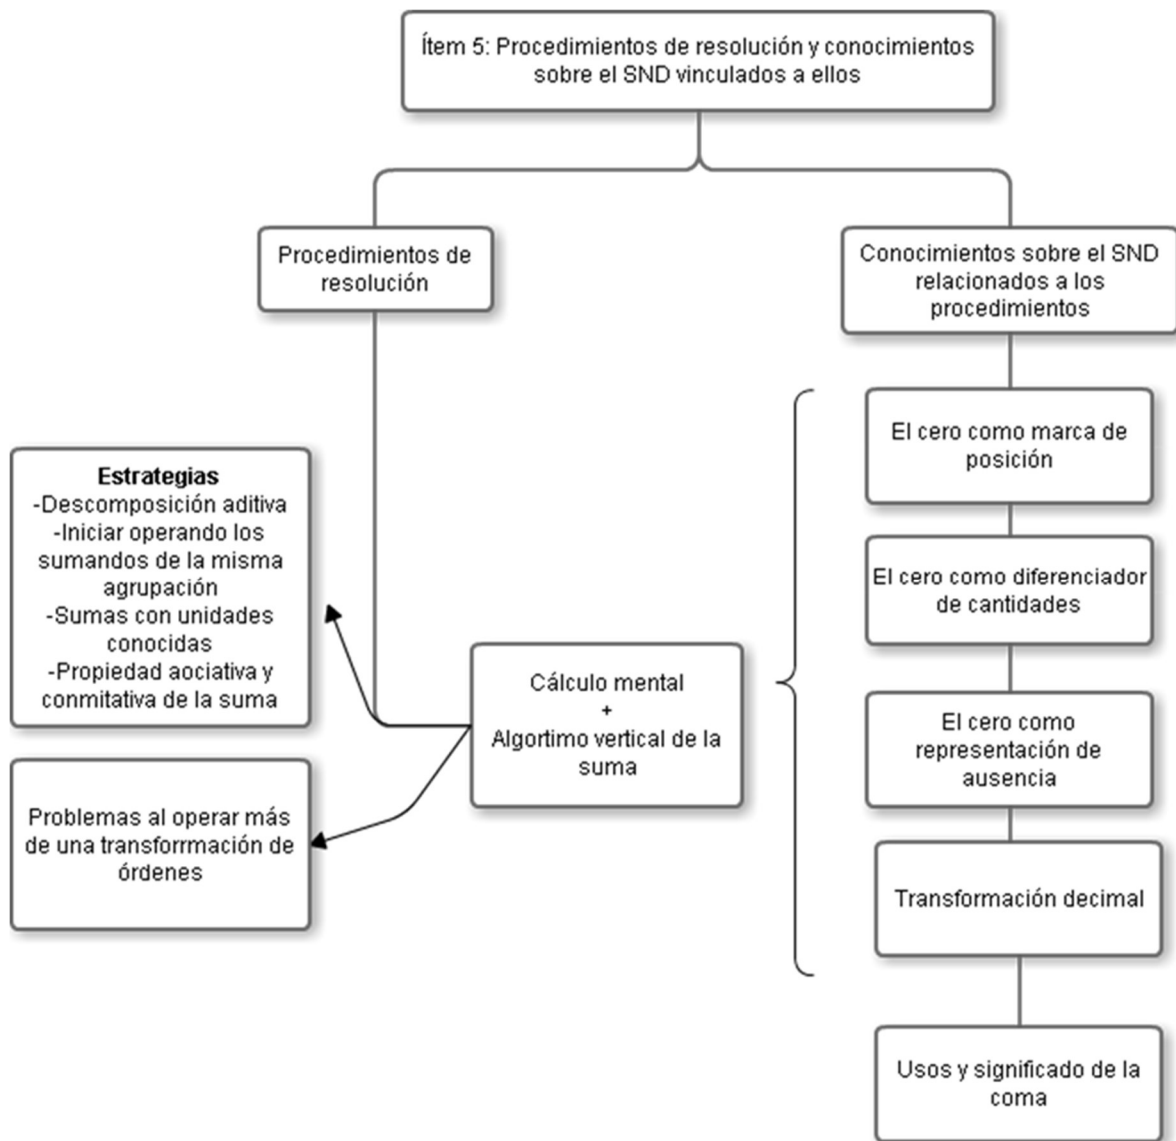 Ítem 5: Procedimientos de resolución y conocimientos
sobre el SND vinculados a ellos
Procedimientos de
resolución
Conocimientos sobre el SND
relacionados a los
procedimientos
Estrategias
-Descomposición aditiva
-Iniciar operando los
sumandos de la misma
agrupación
-Sumas con unidades
conocidas
-Propiedad aociativa y
conmitativa de la suma
Problemas al operar más
de una transforrmación de
órdenes
Cálculo mental
+
Algortimo vertical de la
suma
El cero como marca de
posición
El cero como diferenciador
de cantidades
El cero como
representación de
ausencia
Transformación decimal
Usos y significado de la
coma